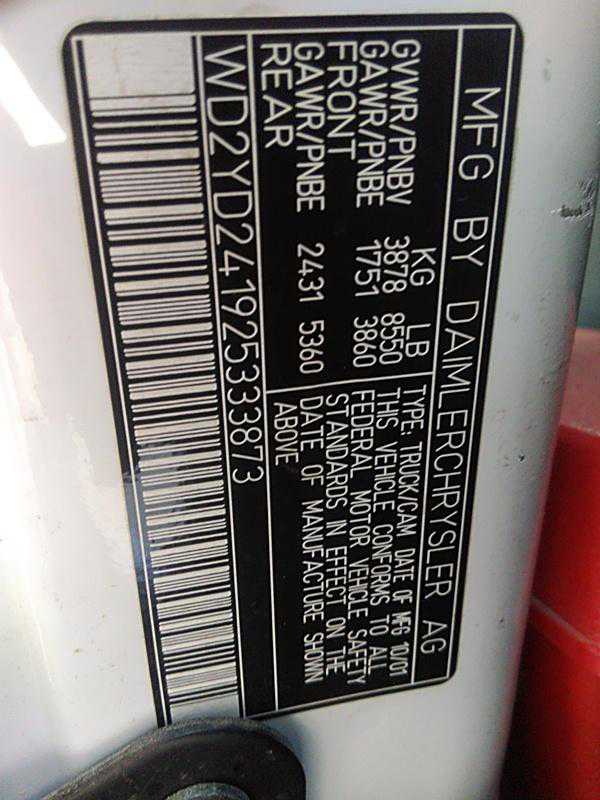 MFG BY DAIMLERCHRYSLER AG
KG LB
GVWR/PNBV 3878 8550
GAWR/PNBE 1751 3860
FRONT
GAWR/PNBE 2431 5360
REAR
TYPE: TRUCK/CAM DATE OF MFG 10/01
THIS VEHICLE CONFORMS TO ALL
FEDERAL MOTOR VEHICLE SAFETY
STANDARDS IN EFFECT ON THE
DATE OF MANUFACTURE SHOWN
ABOVE
WD2YD241925333873